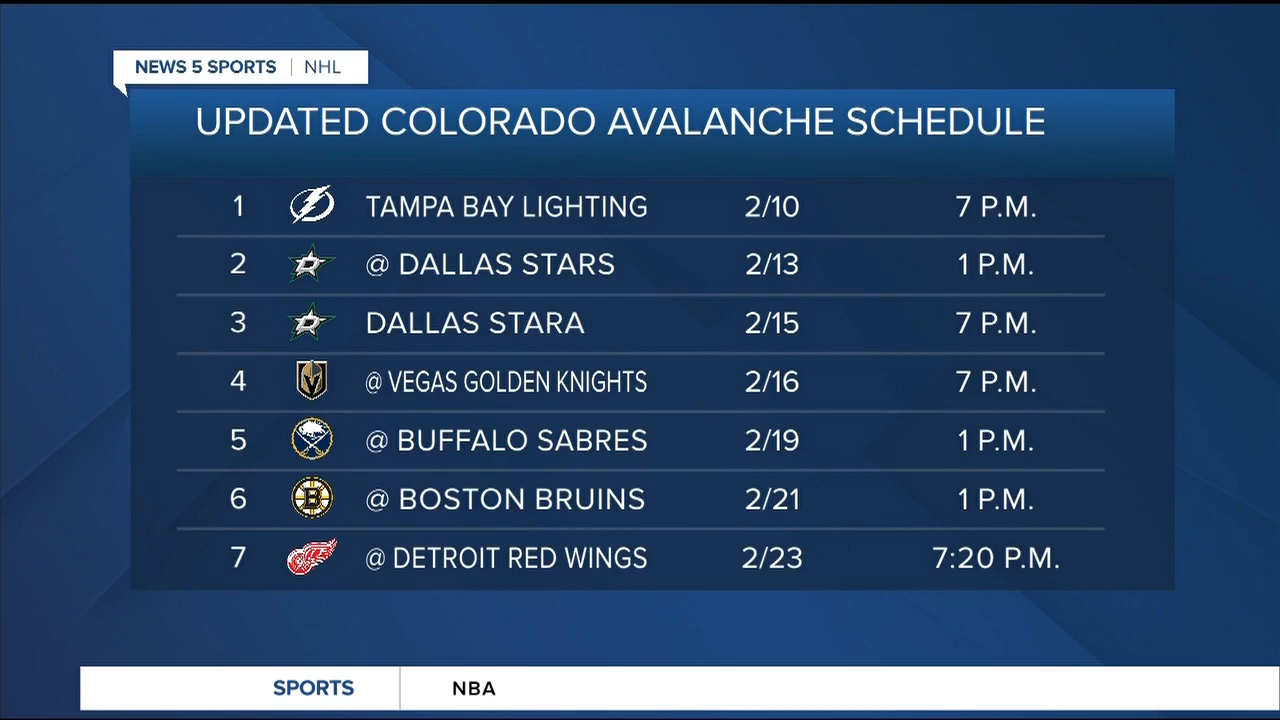 NEWS 5 SPORTS | NHL
UPDATED COLORADO AVALANCHE SCHEDULE
1 TAMPA BAY LIGHTING 2/10 7 P.M.
2 @ DALLAS STARS 2/13 1 P.M.
3 DALLAS STARA 2/15 7 P.M.
4 @ VEGAS GOLDEN KNIGHTS 2/16 7 P.M.
5 @ BUFFALO SABRES 2/19 1 P.M.
6 @ BOSTON BRUINS 2/21 1 P.M.
7 @ DETROIT RED WINGS 2/23 7:20 P.M.
SPORTS NBA